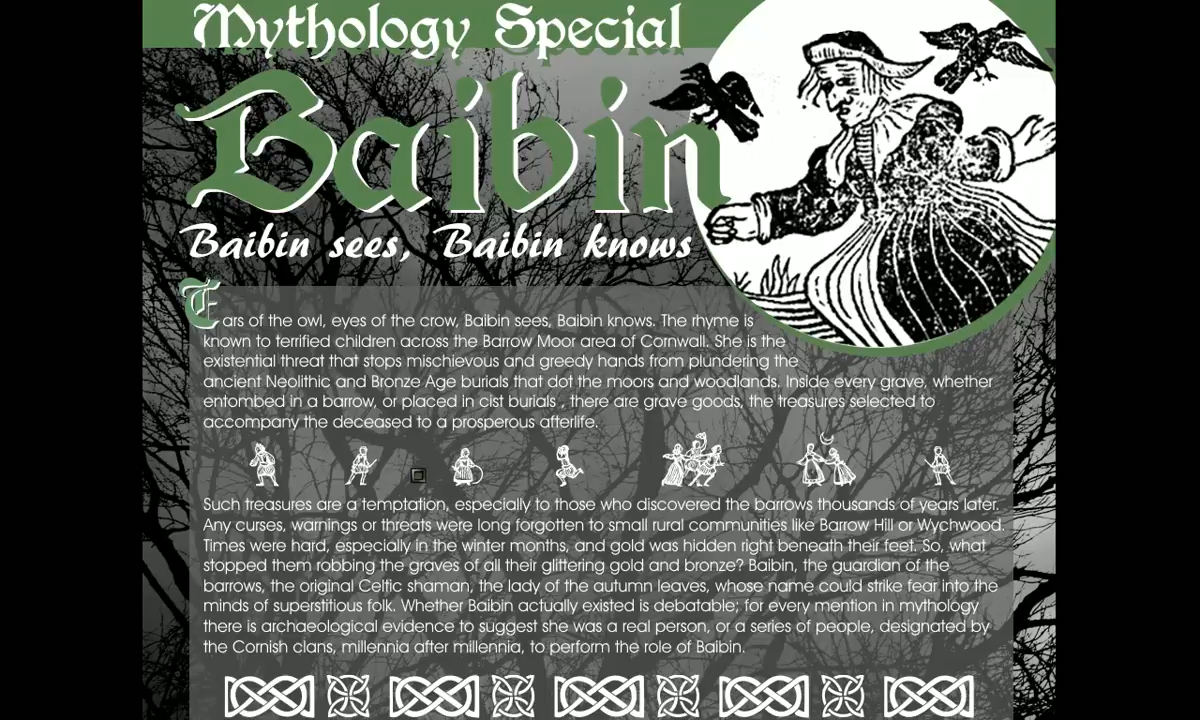 Mythology Special
Baibin
Baibin sees, Baibin knows
Ears of the owl, eyes of the crow, Baibin sees, Baibin knows. The rhyme is
known to terrified children across the Barrow Moor area of Cornwall. She is the
existential threat that stops mischievous and greedy hands from plundering the
ancient Neolithic and Bronze Age burials that dot the moors and woodlands. Inside every grave, whether
entombed in a barrow, or placed in cist burials , there are grave goods, the treasures selected to
accompany the deceased to a prosperous afterlife.
Such treasures are a temptation, especially to those who discovered the barrows thousands of years later.
Any curses, warnings or threats were long forgotten to small rural communities like Barrow Hill or Wychwood.
Times were hard, especially in the winter months, and gold was hidden right beneath their feet. So, what
stopped them robbing the graves of all their glittering gold and bronze? Baibin, the guardian of the
barrows, the original Celtic shaman, the lady of the autumn leaves, whose name could strike fear into the
minds of superstitious folk. Whether Baibin actually existed is debatable; for every mention in mythology
there is archaeological evidence to suggest she was a real person, or a series of people, designated by
the Cornish clans, millennia after millennia, to perform the role of Baibin.